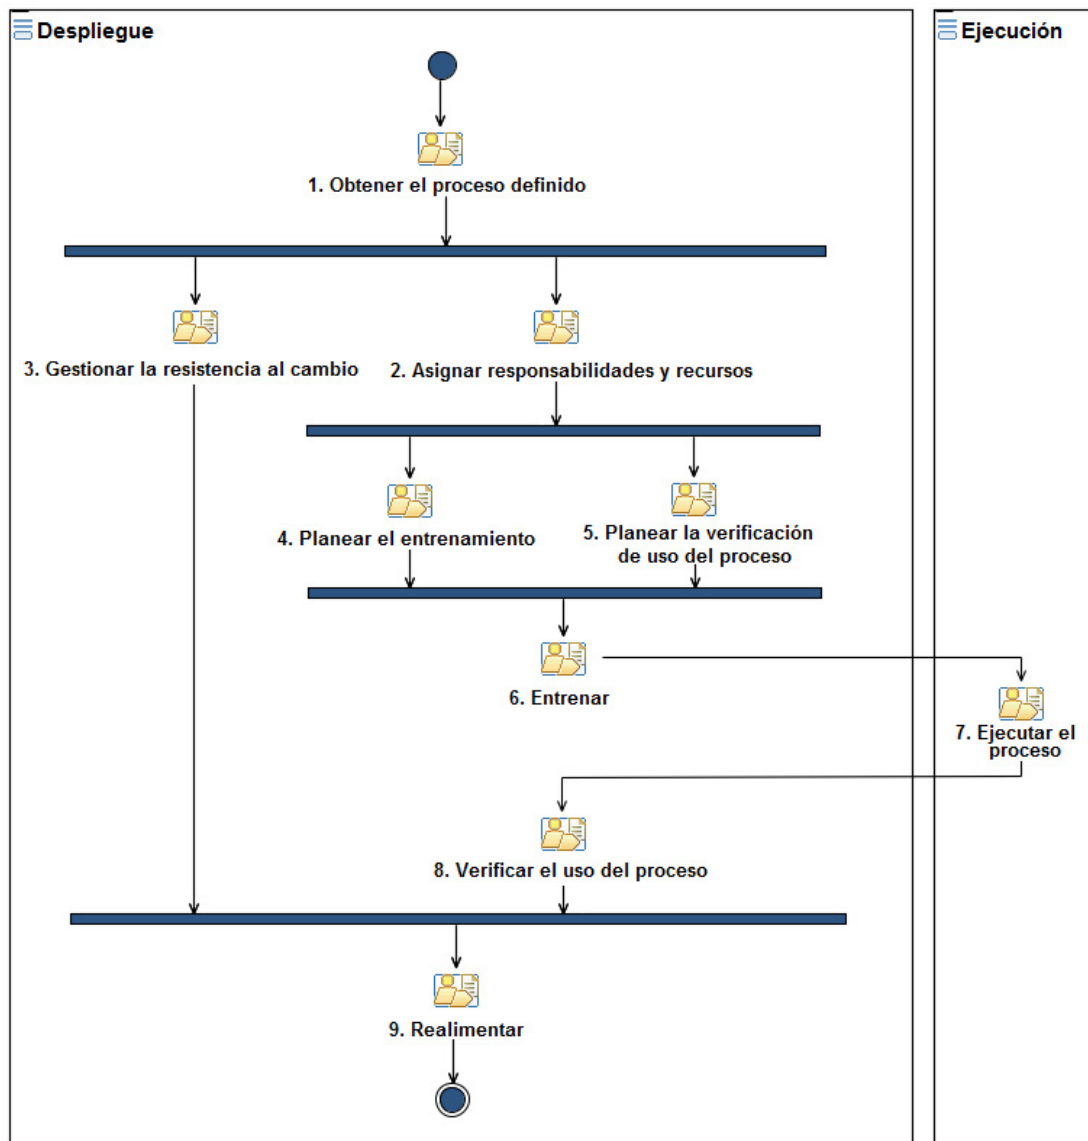 Despliegue
Ejecución
1. Obtener el proceso definido
3. Gestionar la resistencia al cambio
2. Asignar responsabilidades y recursos
4. Planear el entrenamiento
5. Planear la verificación
de uso del proceso
6. Entrenar
7. Ejecutar el
proceso
8. Verificar el uso del proceso
9. Realimentar